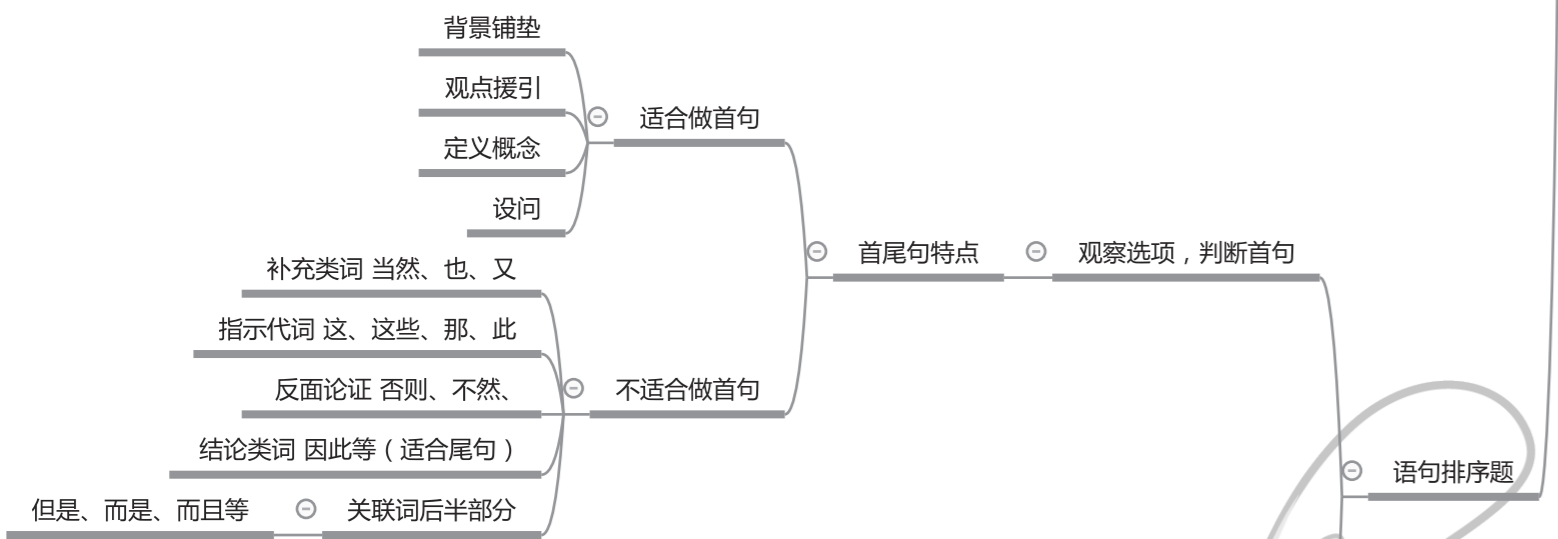 背景铺垫
观点援引
适合做首句
定义概念
设问
首尾句特点
观察选项，判断首句
补充类词 当然、也、又
指示代词 这、这些、那、此
反面论证 否则、不然、
不适合做首句
结论类词 因此等（适合尾句）
语句排序题
但是、而是、而且等
关联词后半部分